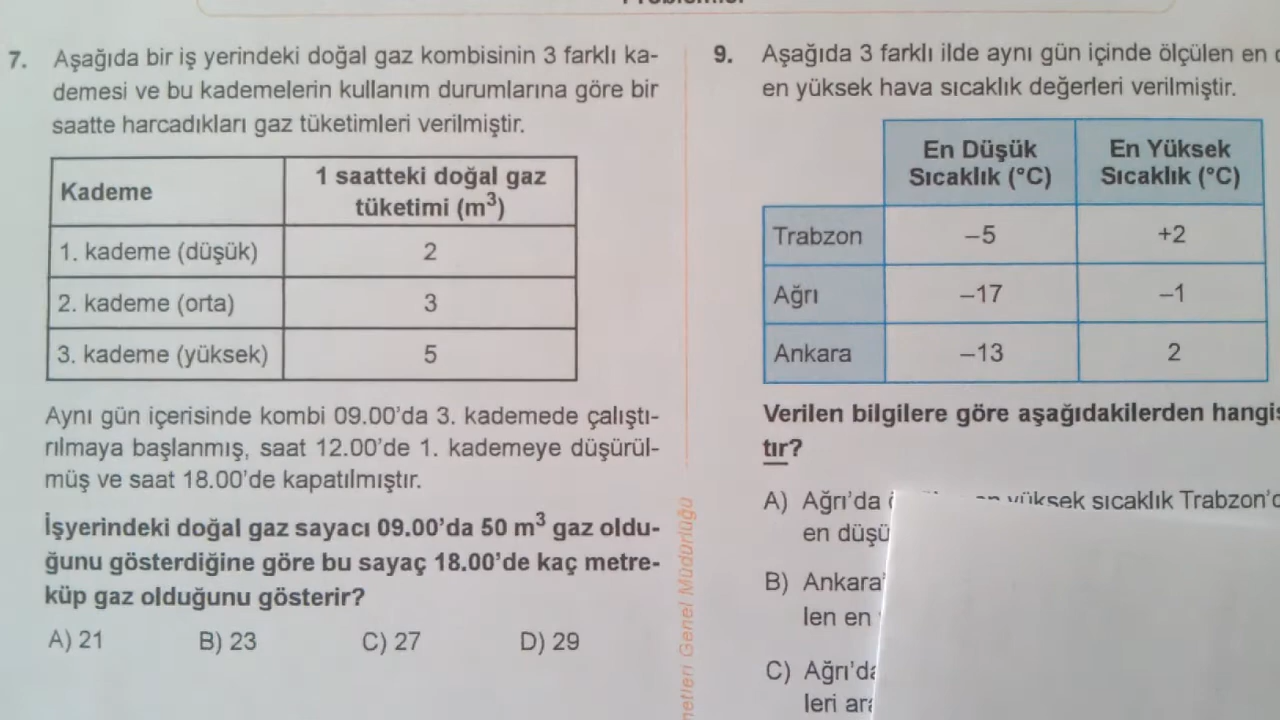 7. Aşağıda bir iş yerindeki doğal gaz kombisinin 3 farklı ka-
demesi ve bu kademelerin kullanım durumlarına göre bir
saatte harcadıkları gaz tüketimleri verilmiştir.
Kademe
1 saatteki doğal gaz
tüketimi (m³)
1. kademe (düşük) 2
2. kademe (orta) 3
3. kademe (yüksek) 5
Aynı gün içerisinde kombi 09.00'da 3. kademede çalıştı-
rılmaya başlanmış, saat 12.00'de 1. kademeye düşürül-
müş ve saat 18.00'de kapatılmıştır.
İşyerindeki doğal gaz sayacı 09.00'da 50 m³ gaz oldu-
ğunu gösterdiğine göre bu sayaç 18.00'de kaç metre-
küp gaz olduğunu gösterir?
A) 21 B) 23 C) 27 D) 29
metleri Genel Müdürlüğü
9. Aşağıda 3 farklı ilde aynı gün içinde ölçülen en
en yüksek hava sıcaklık değerleri verilmiştir.
En Düşük
Sıcaklık (°C)
En Yüksek
Sıcaklık (°C)
Trabzon –5 +2
Ağrı –17 –1
Ankara –13 2
Verilen bilgilere göre aşağıdakilerden hangis
tır?
A) Ağrı'da yüksek sıcaklık Trabzon'd
en düşü
B) Ankara'
len en
C) Ağrı'da
leri ara